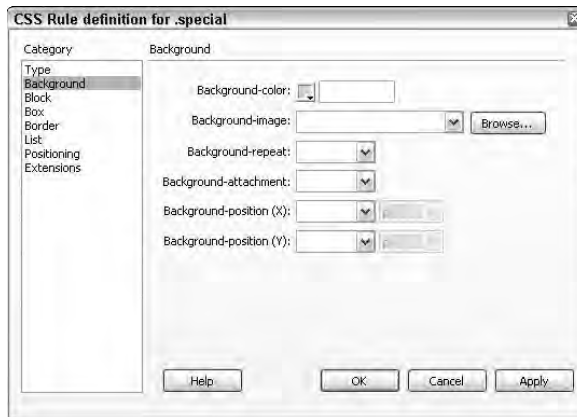 CSS Rule definition for .special
Category
Background
Type
Background
Block
Box
Border
List
Positioning
Extensions
Background-color:
Background-image:
Browse...
Background-repeat:
Background-attachment:
Background-position (X):
Background-position (Y):
Help
OK
Cancel
Apply